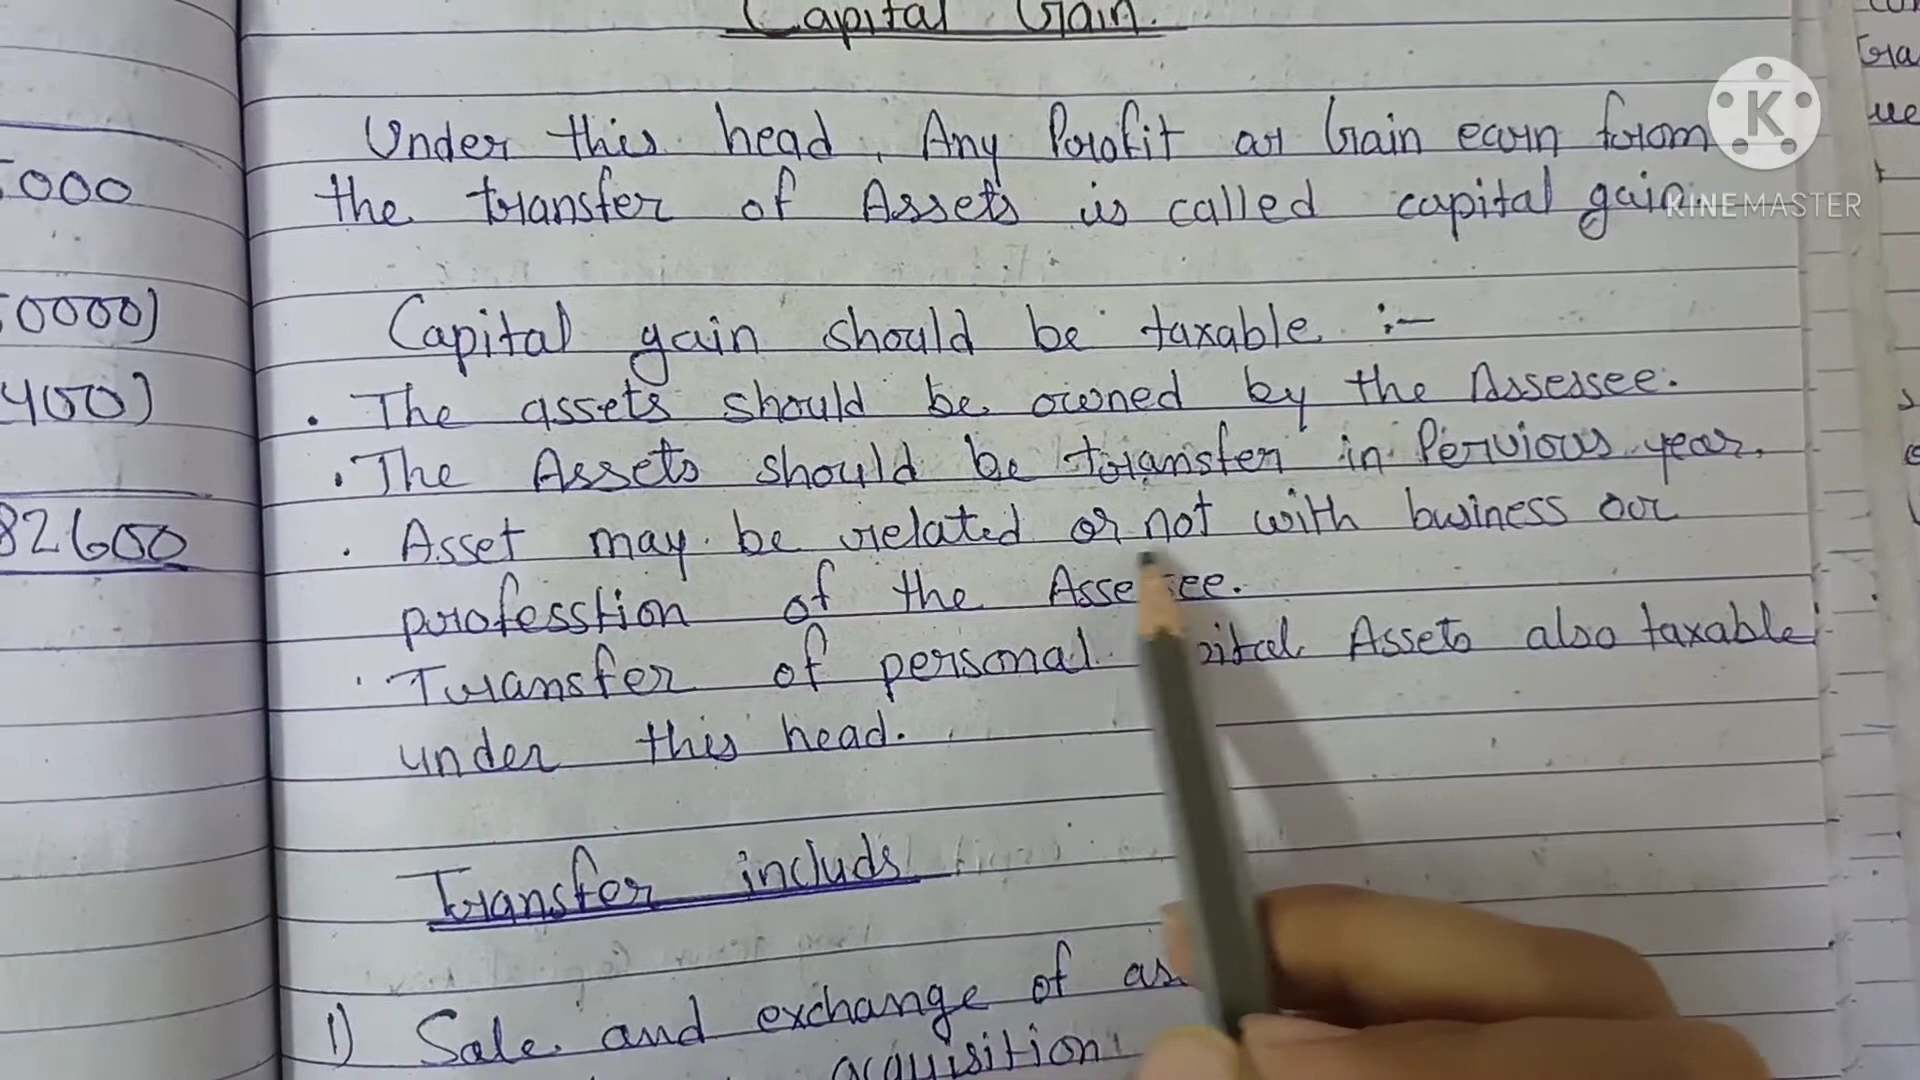 Capital Gain.
Under this head, Any Profit or Gain earn from
the transfer of Assets is called capital gain.
KINEMASTER
Capital gain should be taxable :-
. The assets should be owned by the Assessee.
. The Assets should be transfer in Pervious year.
. Asset may be related or not with business our
professtion of the Assessee.
. Transfer of personal Assets also taxable
under this head.
Transfer includs
1) Sale and exchange of as
acquisition
000
0000)
400)
82600